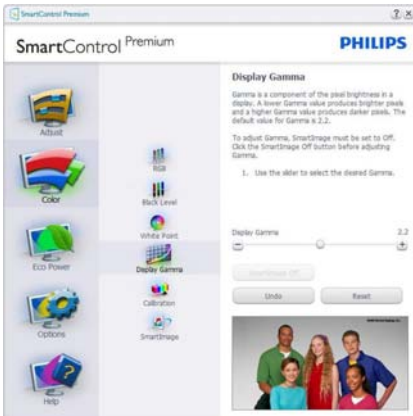 SmartControl Premium
SmartControl Premium
PHILIPS
Adjust
Color
Eco Power
Options
Help
RGB
Black Level
White Point
Display Gamma
Calibration
SmartImage
Display Gamma
Gamma is a component of the pixel brightness in a
display. A lower Gamma value produces brighter pixels
and a higher Gamma value produces darker pixels. The
default value for Gamma is 2.2.
To adjust Gamma, SmartImage must be set to Off.
Click the SmartImage Off button before adjusting
Gamma.
1. Use the slider to select the desired Gamma.
Display Gamma 2.2
SmartImage Off
Undo
Reset